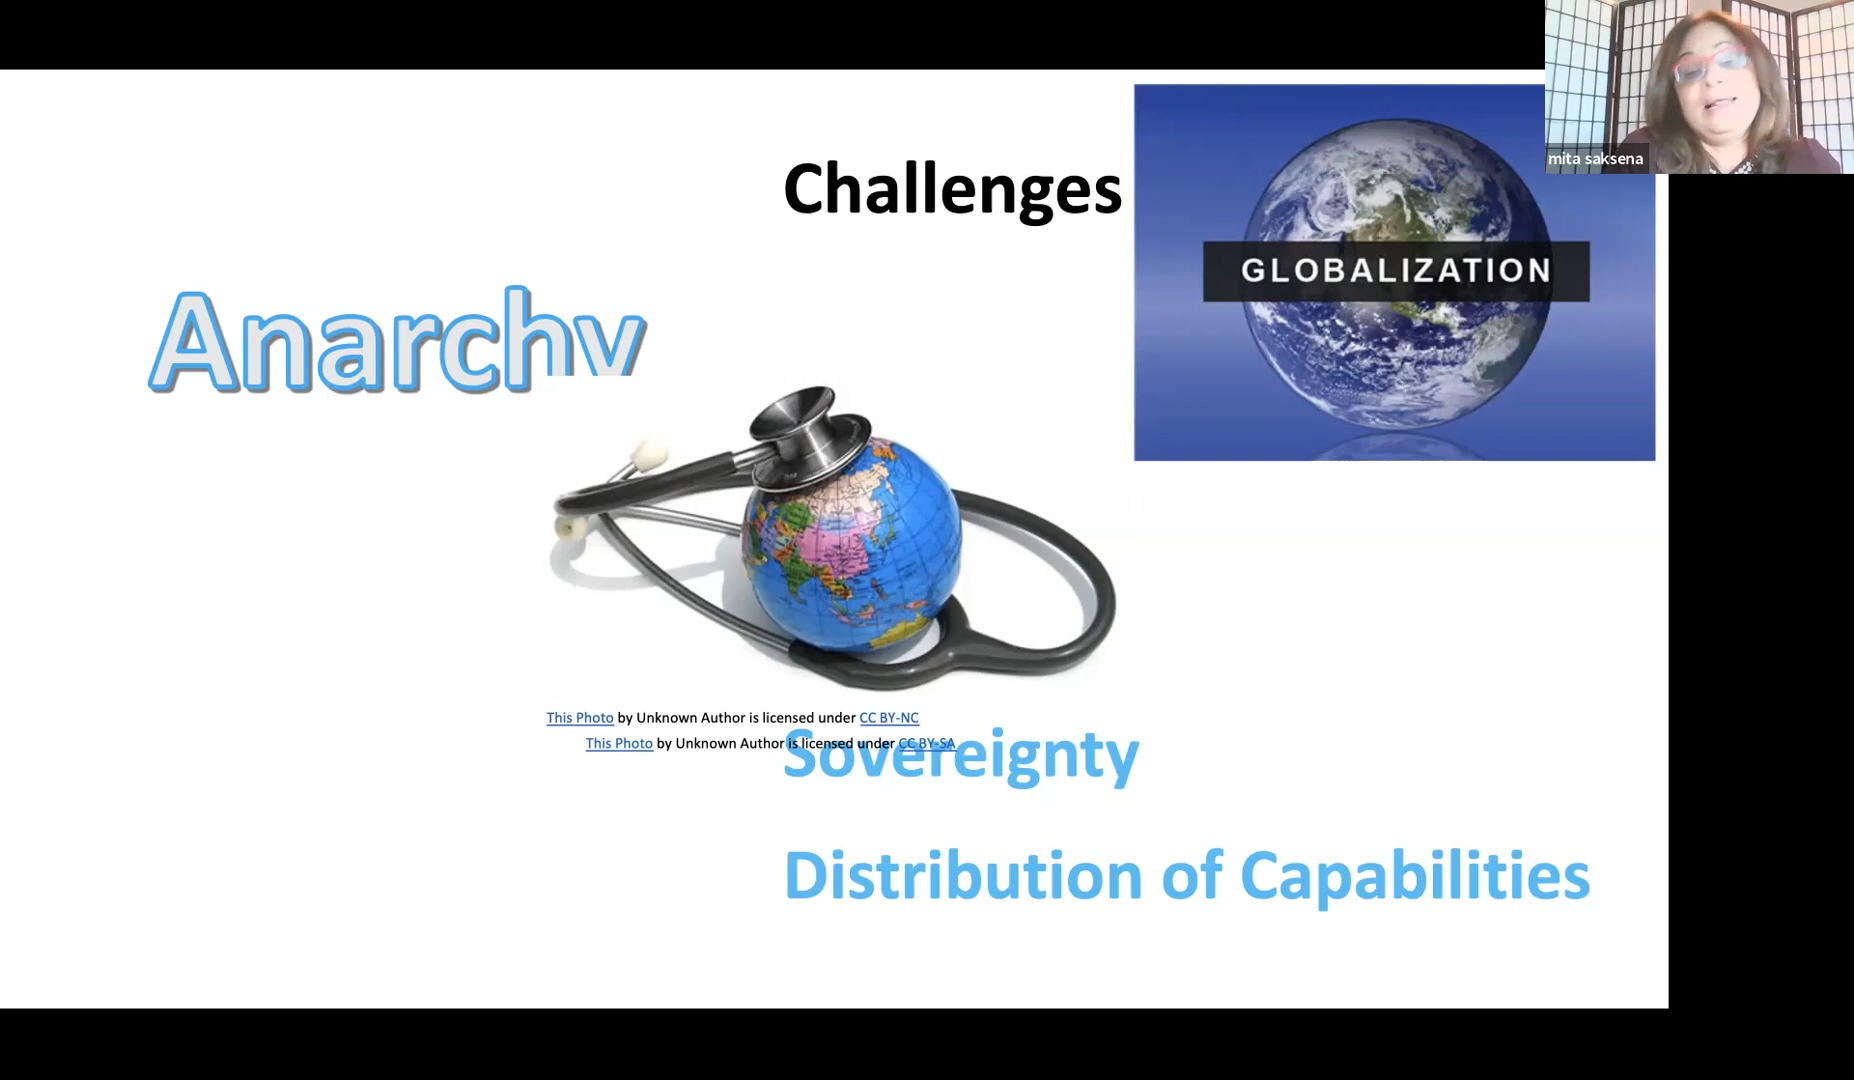 mita saksena
Challenges
GLOBALIZATION
Anarchy
This Photo by Unknown Author is licensed under CC BY-NC
This Photo by Unknown Author is licensed under CC BY-SA
Sovereignty
Distribution of Capabilities